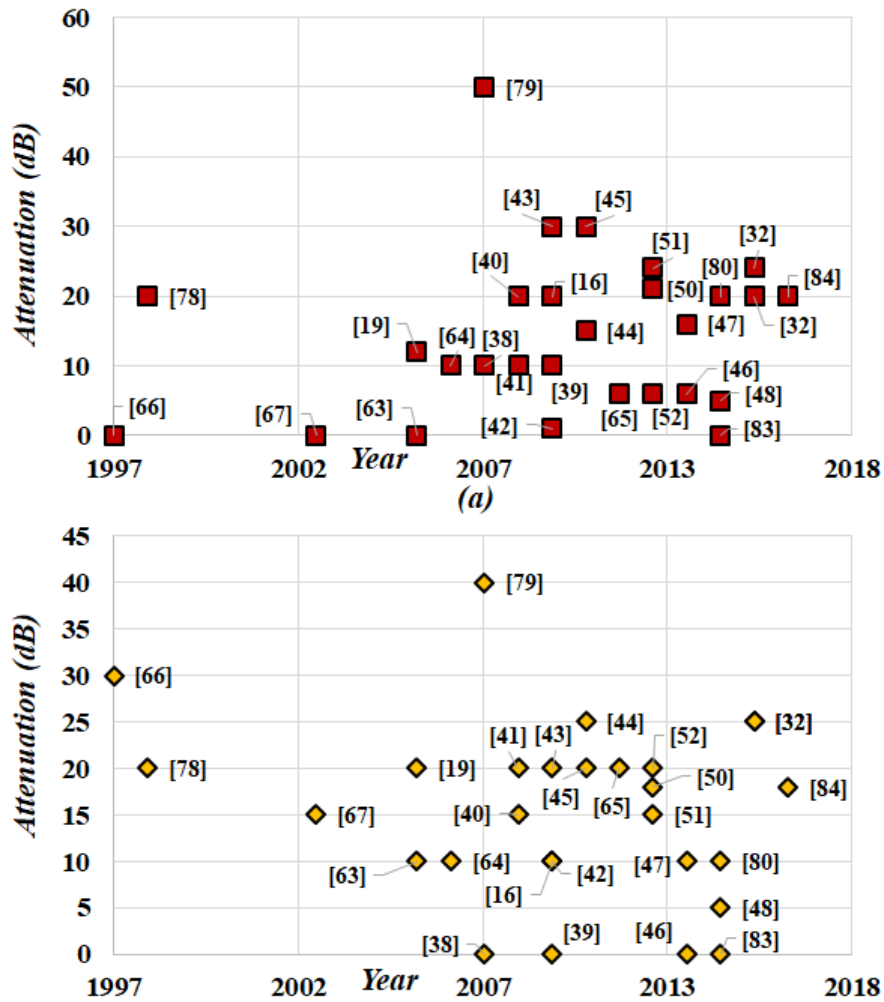 60
50
40
30
20
10
0
Attenuation (dB)
[79]
[43] [45]
[51] [32]
[40] [16] [50] [80] [84]
[78] [32]
[19] [64] [38] [44] [47]
[41] [39] [46]
[65] [52] [48]
[66] [67] [63] [42] [83]
1997 2002 2007 2013 2018
Year
(a)
45
40
35
30
25
20
15
10
5
0
Attenuation (dB)
[79]
[66]
[44] [32]
[41] [43] [52]
[78] [19] [50]
[45] [65] [84]
[67] [40] [51]
[63] [64] [42] [47] [80]
[16]
[48]
[38] [39] [46] [83]
1997 2002 2007 2013 2018
Year